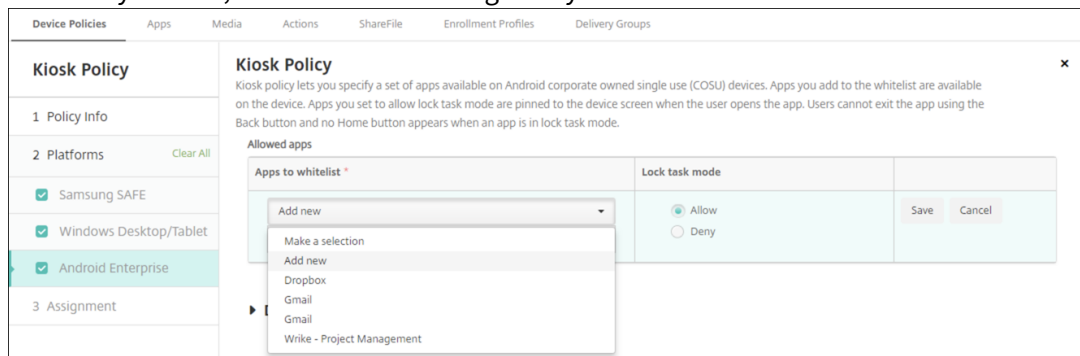 Device Policies Apps Media Actions ShareFile Enrollment Profiles Delivery Groups
Kiosk Policy
1 Policy Info
2 Platforms Clear All
Samsung SAFE
Windows Desktop/Tablet
Android Enterprise
3 Assignment
Kiosk Policy ×
Kiosk policy lets you specify a set of apps available on Android corporate owned single use (COSU) devices. Apps you add to the whitelist are available
on the device. Apps you set to allow lock task mode are pinned to the device screen when the user opens the app. Users cannot exit the app using the
Back button and no Home button appears when an app is in lock task mode.
Allowed apps
Apps to whitelist * Lock task mode
Add new Allow Save Cancel
Deny
Make a selection
Add new
Dropbox
Gmail
Gmail
Wrike - Project Management